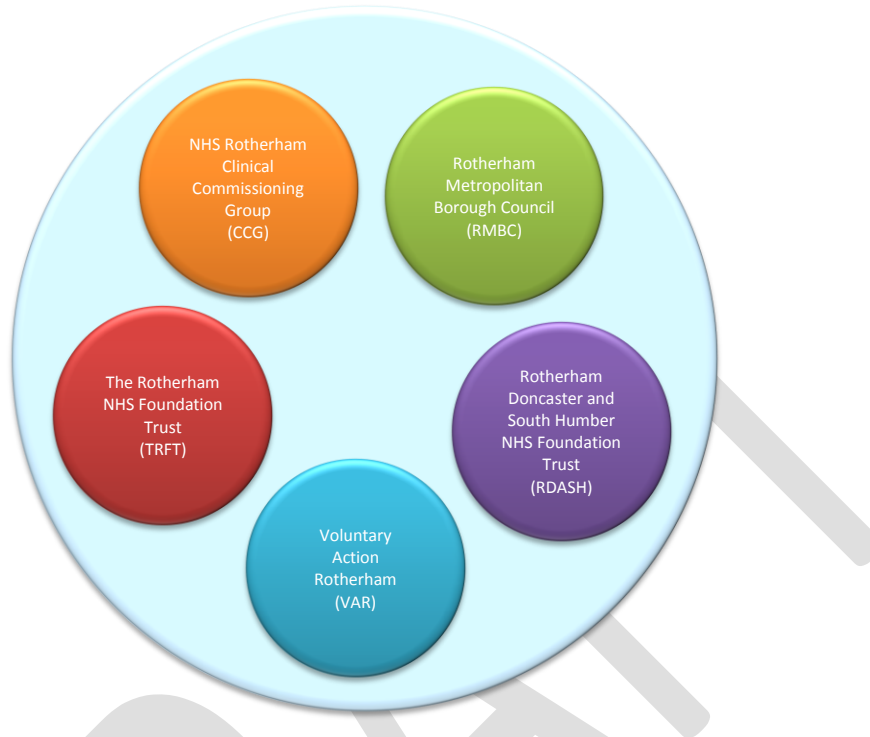 NHS Rotherham
Clinical
Commissioning
Group
(CCG)
Rotherham
Metropolitan
Borough Council
(RMBC)
The Rotherham
NHS Foundation
Trust
(TRFT)
Rotherham
Doncaster and
South Humber
NHS Foundation
Trust
(RDASH)
Voluntary
Action
Rotherham
(VAR)